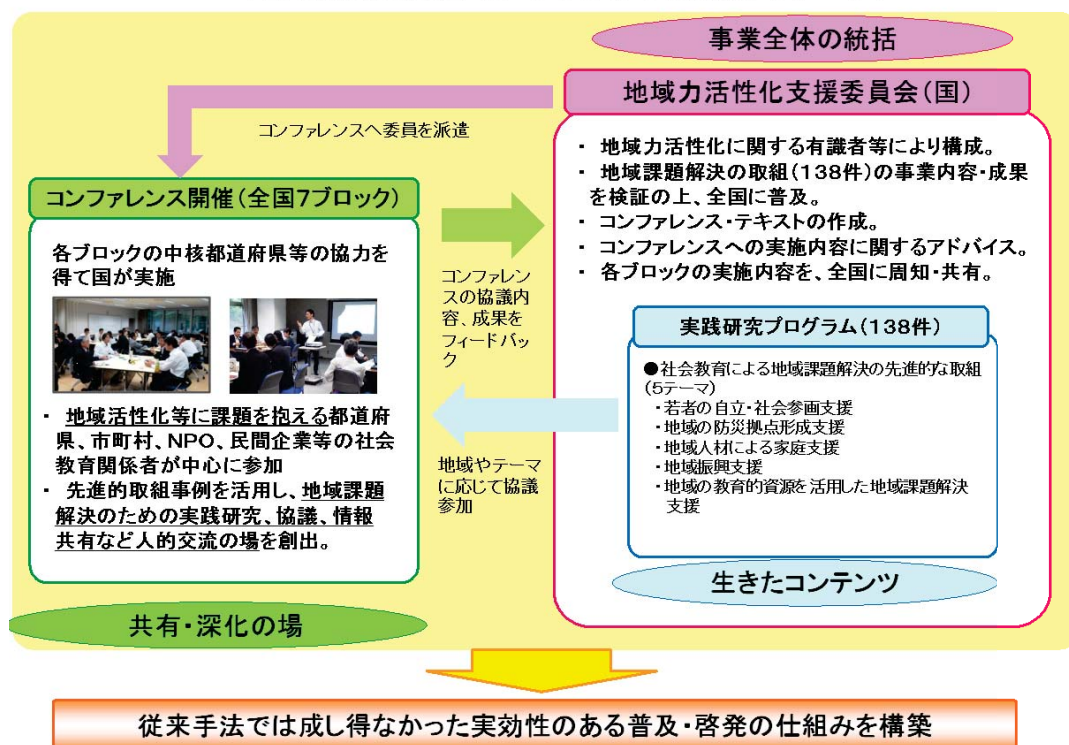 事業全体の統括
地域力活性化支援委員会(国)
・ 地域力活性化に関する有識者等により構成。
・ 地域課題解決の取組(138件)の事業内容・成果
を検証の上、全国に普及。
・ コンファレンス・テキストの作成。
・ コンファレンスへの実施内容に関するアドバイス。
・ 各ブロックの実施内容を、全国に周知・共有。
実践研究プログラム(138件)
●社会教育による地域課題解決の先進的な取組
(5テーマ)
・若者の自立・社会参画支援
・地域の防災拠点形成支援
・地域人材による家庭支援
・地域振興支援
・地域の教育的資源を活用した地域課題解決
支援
生きたコンテンツ
コンファレンスへ委員を派遣
コンファレンス開催(全国7ブロック)
各ブロックの中核都道府県等の協力を
得て国が実施
・ 地域活性化等に課題を抱える都道府
県、市町村、NPO、民間企業等の社会
教育関係者が中心に参加
・ 先進的取組事例を活用し、地域課題
解決のための実践研究、協議、情報
共有など人的交流の場を創出。
共有・深化の場
コンファレン
スの協議内
容、成果を
フィードバッ
ク
地域やテーマ
に応じて協議
参加
従来手法では成し得なかった実効性のある普及・啓発の仕組みを構築